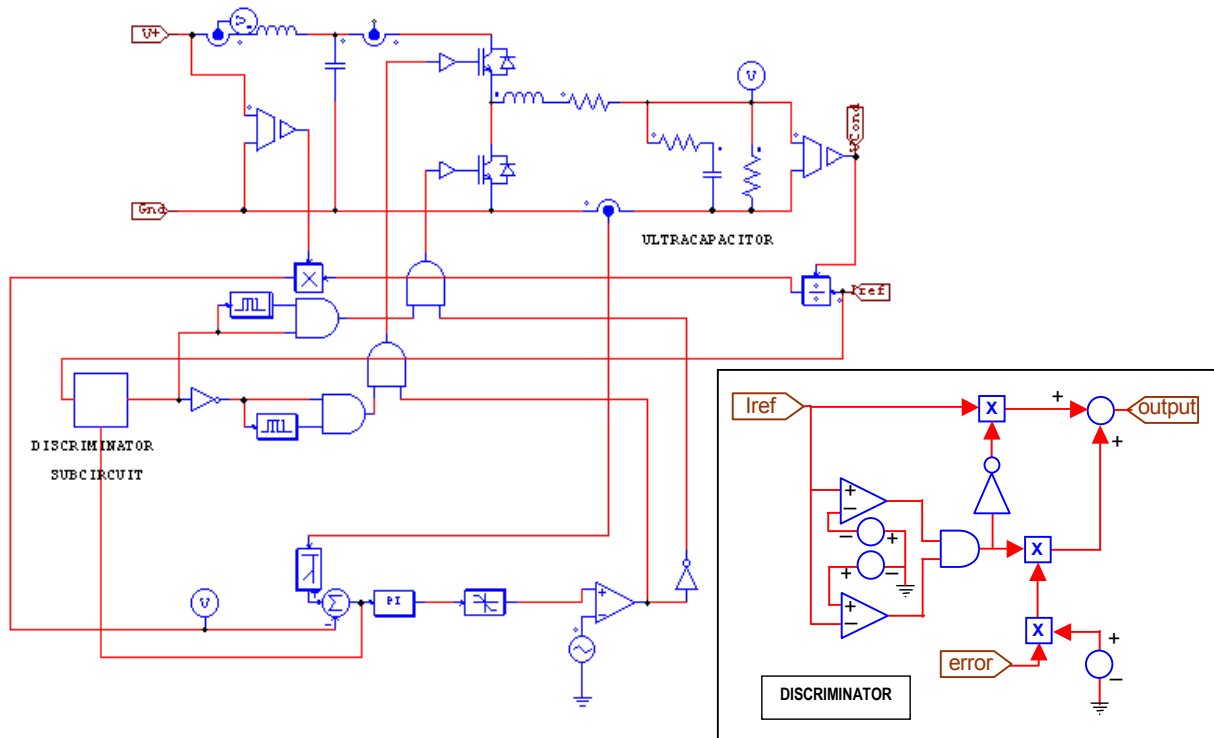 V+
V
VCond
Gnd
ULTRACAPACITOR
Iref
DISCRIMINATOR
SUBCIRCUIT
V
PI
Iref
output
error
DISCRIMINATOR